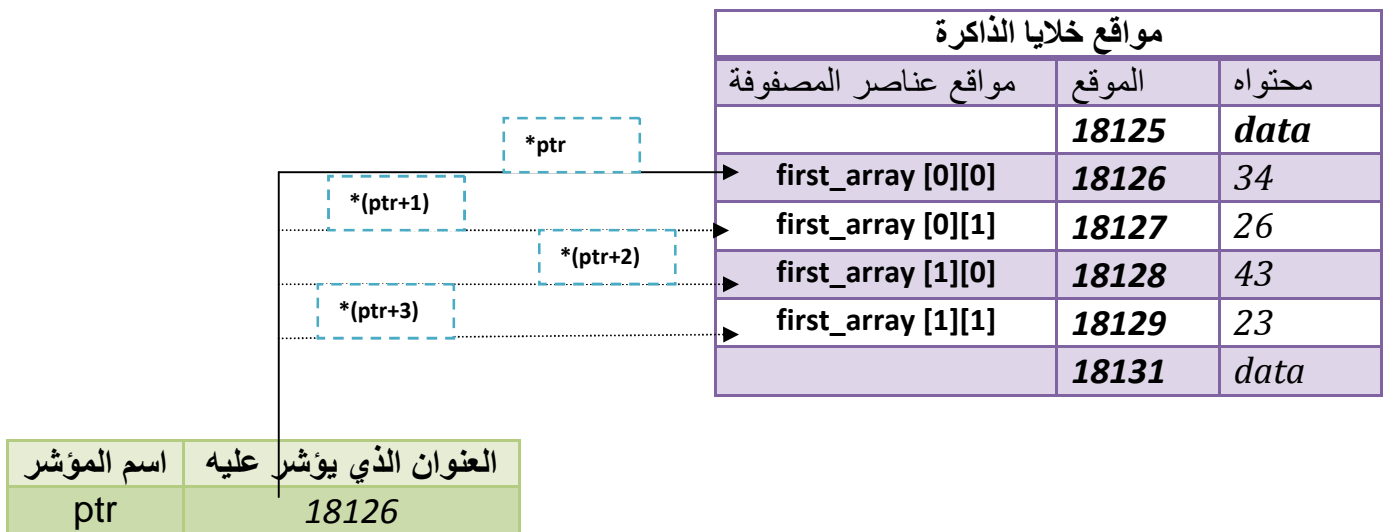 مواقع خلايا الذاكرة
مواقع عناصر المصفوفة الموقع محتواه
18125 data
first_array [0][0] 18126 34
first_array [0][1] 18127 26
first_array [1][0] 18128 43
first_array [1][1] 18129 23
18131 data
*ptr
*(ptr+1)
*(ptr+2)
*(ptr+3)
اسم المؤشر العنوان الذي يؤشر عليه
ptr 18126